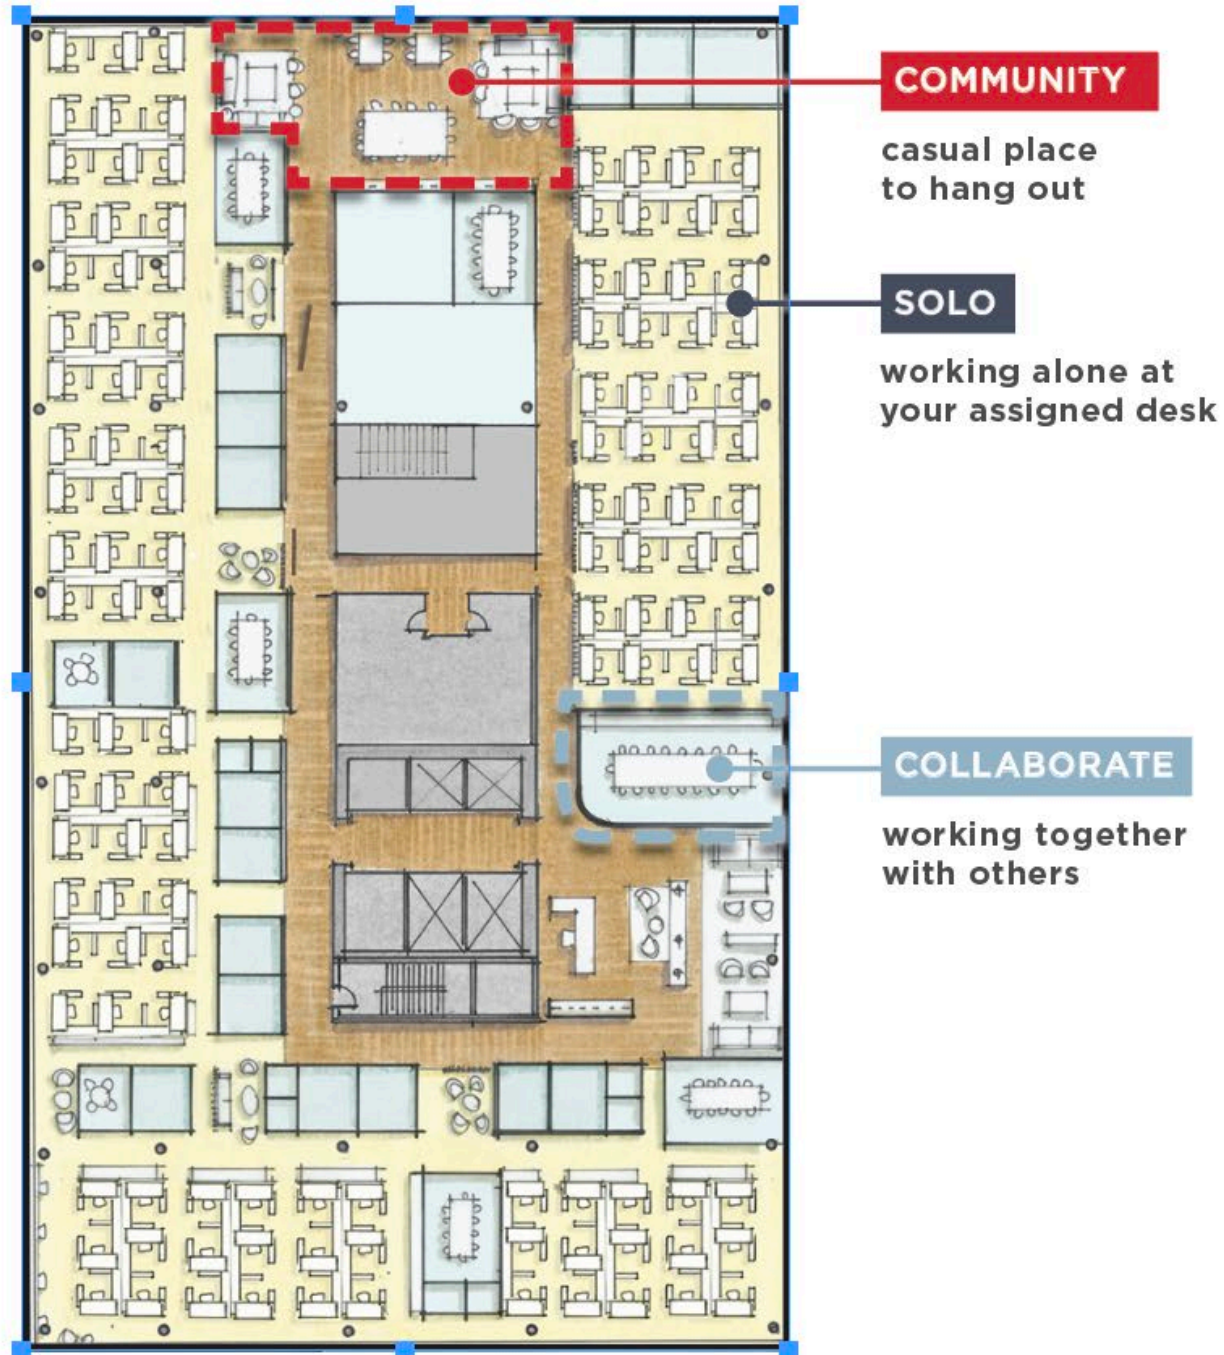 COMMUNITY
casual place
to hang out
SOLO
working alone at
your assigned desk
COLLABORATE
working together
with others